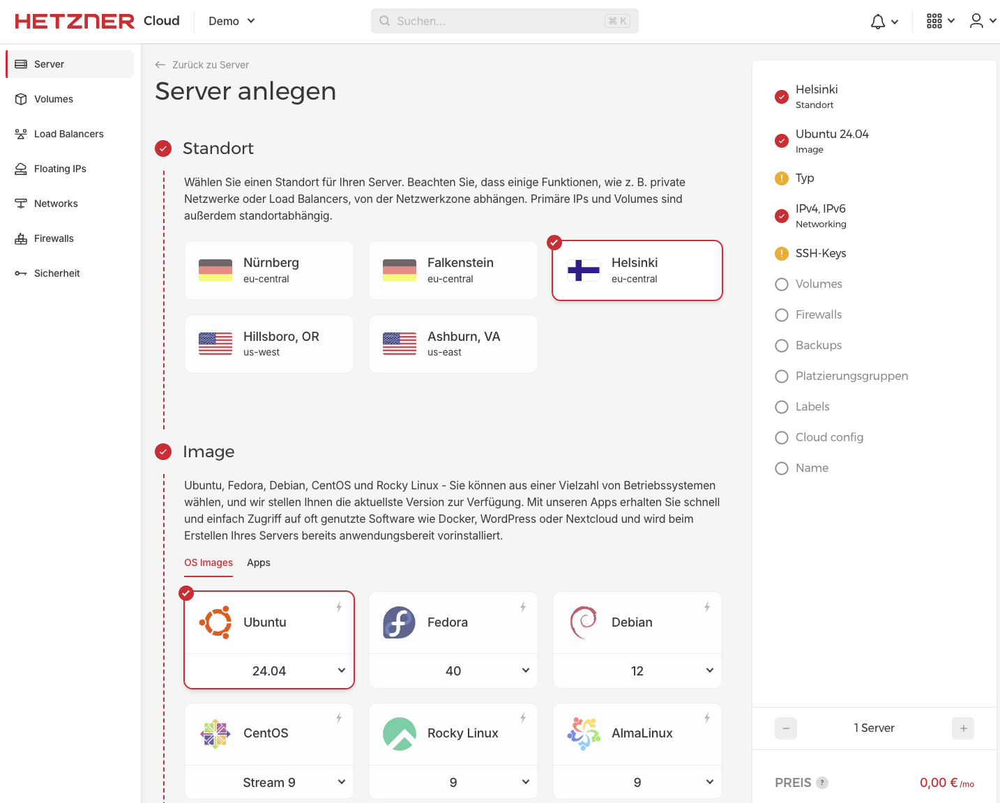 HETZNER Cloud
Demo
Suchen...
⌘ K
Server
Volumes
Load Balancers
Floating IPs
Networks
Firewalls
Sicherheit
← Zurück zu Server
Server anlegen
Standort
Wählen Sie einen Standort für Ihren Server. Beachten Sie, dass einige Funktionen, wie z. B. private
Netzwerke oder Load Balancers, von der Netzwerkzone abhängen. Primäre IPs und Volumes sind
außerdem standortabhängig.
Nürnberg
eu-central
Falkenstein
eu-central
Helsinki
eu-central
Hillsboro, OR
us-west
Ashburn, VA
us-east
Image
Ubuntu, Fedora, Debian, CentOS und Rocky Linux - Sie können aus einer Vielzahl von Betriebssystemen
wählen, und wir stellen Ihnen die aktuellste Version zur Verfügung. Mit unseren Apps erhalten Sie schnell
und einfach Zugriff auf oft genutzte Software wie Docker, WordPress oder Nextcloud und wird beim
Erstellen Ihres Servers bereits anwendungsbereit vorinstalliert.
OS Images
Apps
Ubuntu
24.04
Fedora
40
Debian
12
CentOS
Stream 9
Rocky Linux
9
AlmaLinux
9
Helsinki
Standort
Ubuntu 24.04
Image
! Typ
IPv4, IPv6
Networking
! SSH-Keys
Volumes
Firewalls
Backups
Platzierungsgruppen
Labels
Cloud config
Name
− 1 Server +
PREIS ? 0,00 € /mo